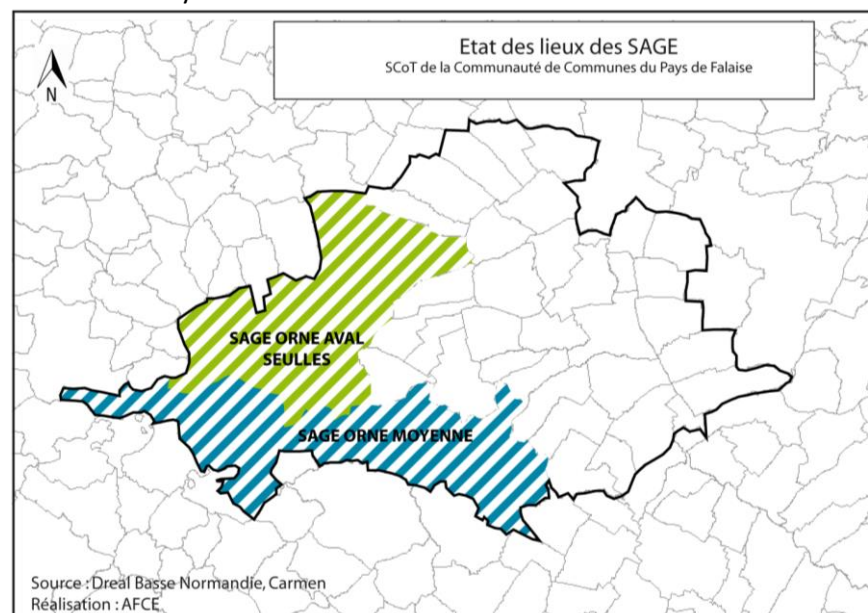 Etat des lieux des SAGE
SCoT de la Communauté de Communes du Pays de Falaise
N
SAGE ORNE AVAL
SEULLES
SAGE ORNE MOYENNE
Source : Dreal Basse Normandie, Carmen
Réalisation : AFCE